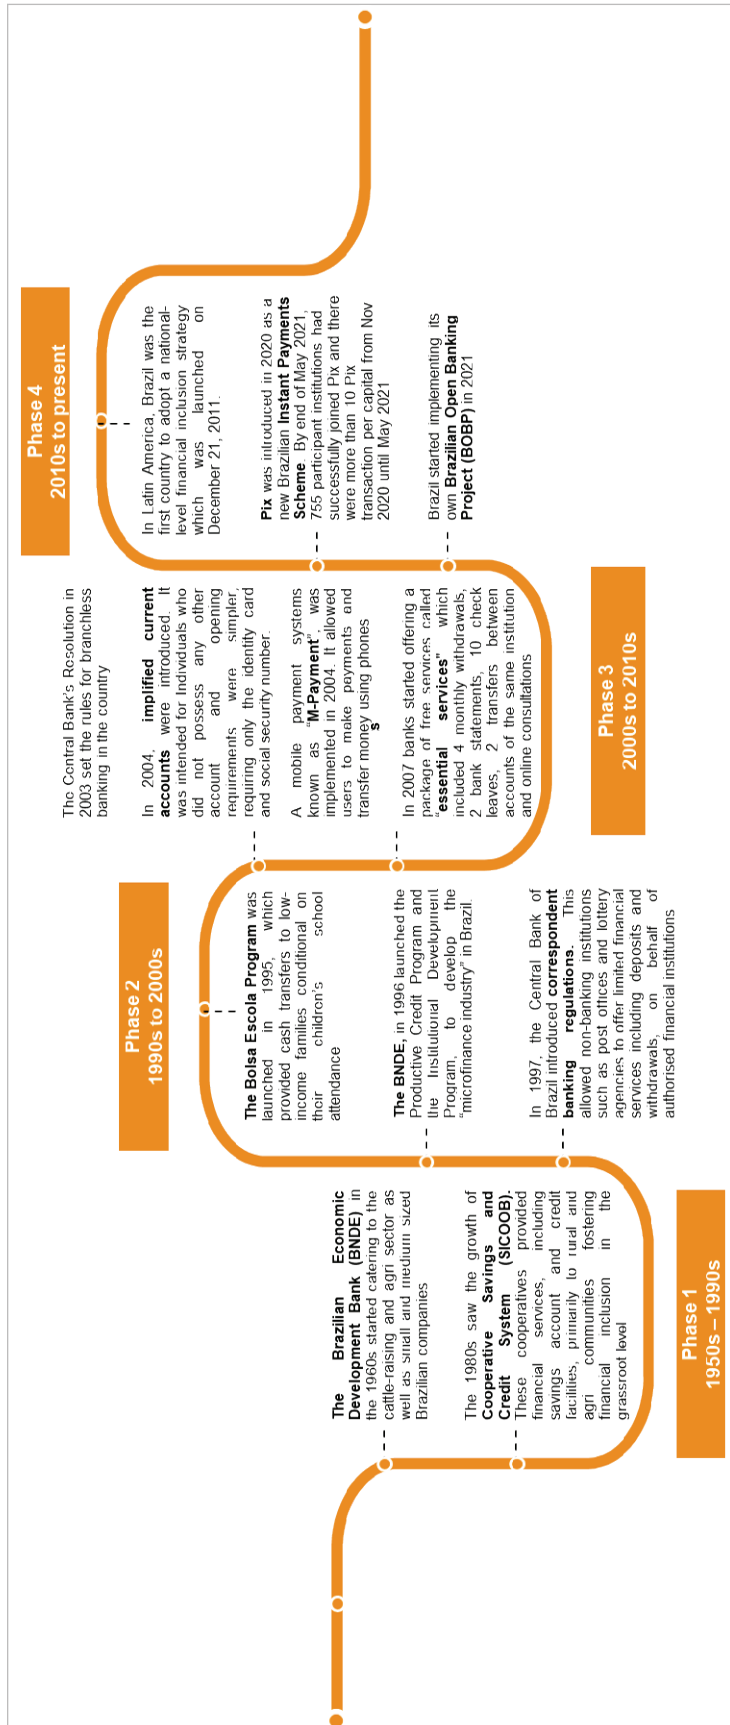 Phase 1
1950s – 1990s
The Brazilian Economic
Development Bank (BNDE) in
the 1960s started catering to the
cattle-raising and agri sector as
well as small and medium sized
Brazilian companies
The 1980s saw the growth of
Cooperative Savings and
Credit System (SICOOB).
These cooperatives provided
financial services, including
savings account and credit
facilities, primarily to rural and
agri communities fostering
financial inclusion in the
grassroot level
Phase 2
1990s to 2000s
The Bolsa Escola Program was
launched in 1995, which
provided cash transfers to low-
income families conditional on
their children's school
attendance
The BNDE, in 1996 launched the
Productive Credit Program and
the Institutional Development
Program, to develop the
"microfinance industry" in Brazil.
In 1997, the Central Bank of
Brazil introduced correspondent
banking regulations. This
allowed non-banking institutions
such as post offices and lottery
agencies to offer limited financial
services including deposits and
withdrawals, on behalf of
authorised financial institutions
Phase 3
2000s to 2010s
The Central Bank's Resolution in
2003 set the rules for branchless
banking in the country
In 2004, implified current
accounts were introduced. It
was intended for Individuals who
did not possess any other
account and opening
requirements were simpler,
requiring only the identity card
and social security number.
A mobile payment systems
known as "M-Payment", was
implemented in 2004. It allowed
users to make payments and
transfer money using phones
s
In 2007 banks started offering a
package of free services called
"essential services" which
included 4 monthly withdrawals,
2 bank statements, 10 check
leaves, 2 transfers between
accounts of the same institution
and online consultations
Phase 4
2010s to present
In Latin America, Brazil was the
first country to adopt a national-
level financial inclusion strategy
which was launched on
December 21, 2011.
Pix was introduced in 2020 as a
new Brazilian Instant Payments
Scheme. By end of May 2021,
755 participant institutions had
successfully joined Pix and there
were more than 10 Pix
transaction per capital from Nov
2020 until May 2021
Brazil started implementing its
own Brazilian Open Banking
Project (BOBP) in 2021